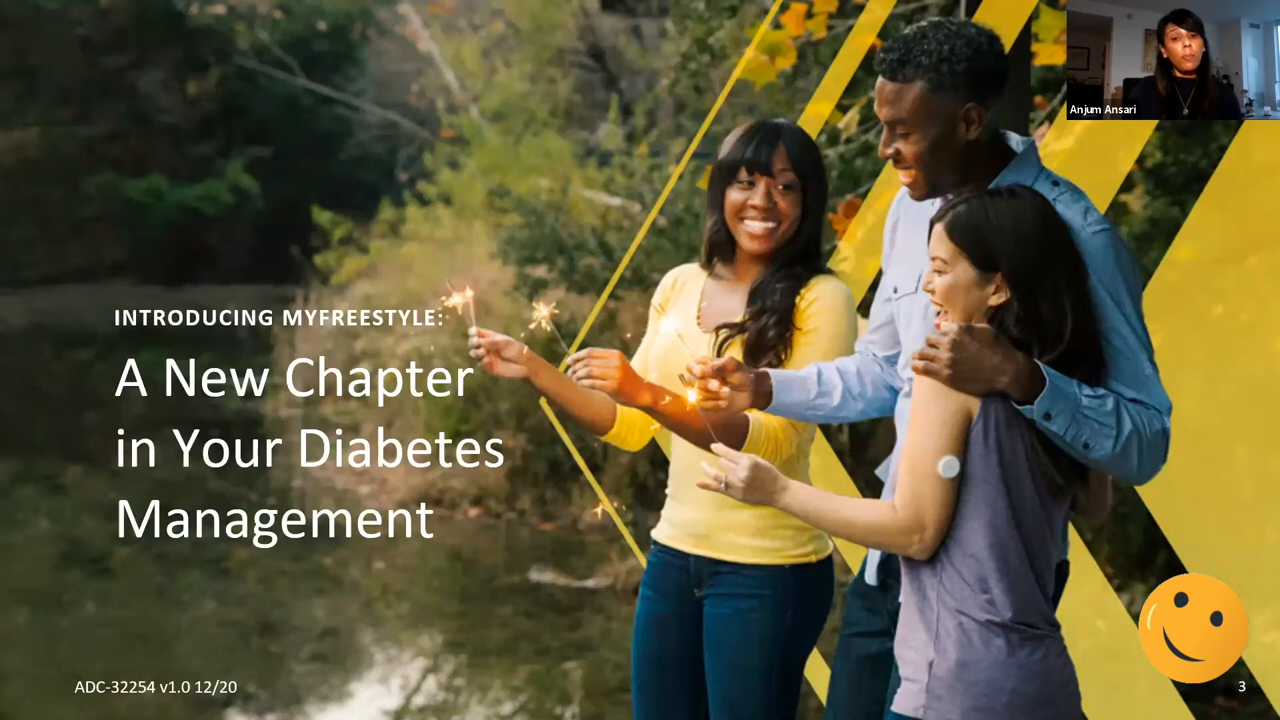 Anjum Ansari
INTRODUCING MYFREESTYLE:
A New Chapter
in Your Diabetes
Management
ADC-32254 v1.0 12/20
3